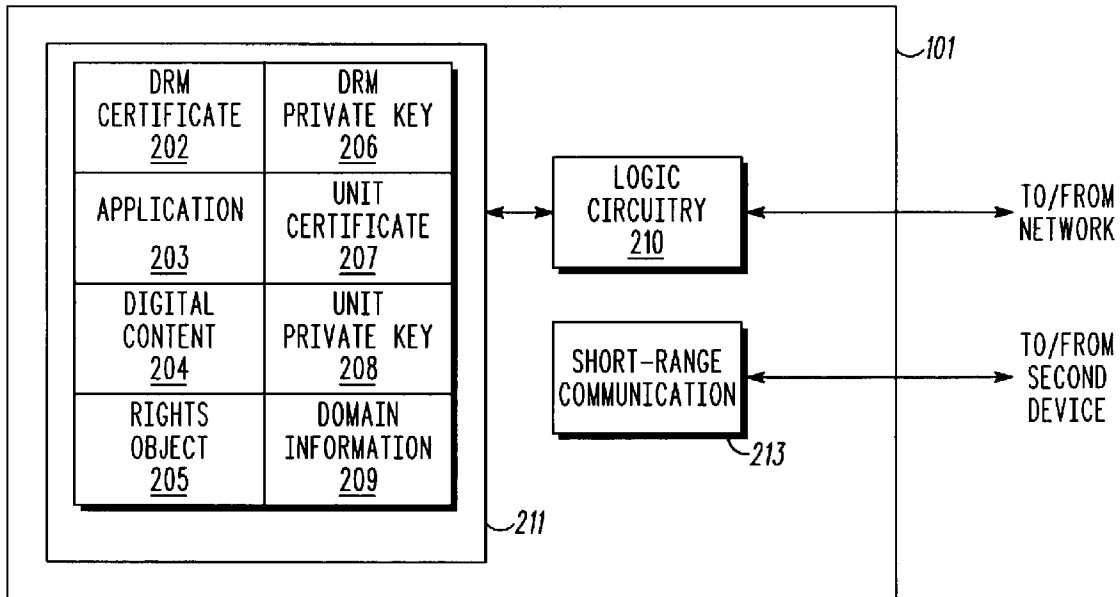 DRM
CERTIFICATE
202
DRM
PRIVATE KEY
206
APPLICATION
203
UNIT
CERTIFICATE
207
DIGITAL
CONTENT
204
UNIT
PRIVATE KEY
208
RIGHTS
OBJECT
205
DOMAIN
INFORMATION
209
211
LOGIC
CIRCUITRY
210
SHORT-RANGE
COMMUNICATION
213
101
TO/FROM
NETWORK
TO/FROM
SECOND
DEVICE